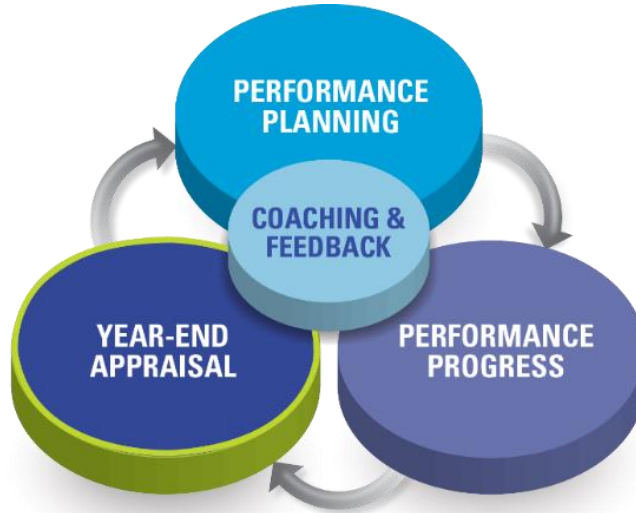 PERFORMANCE
PLANNING
COACHING &
FEEDBACK
YEAR-END
APPRAISAL
PERFORMANCE
PROGRESS